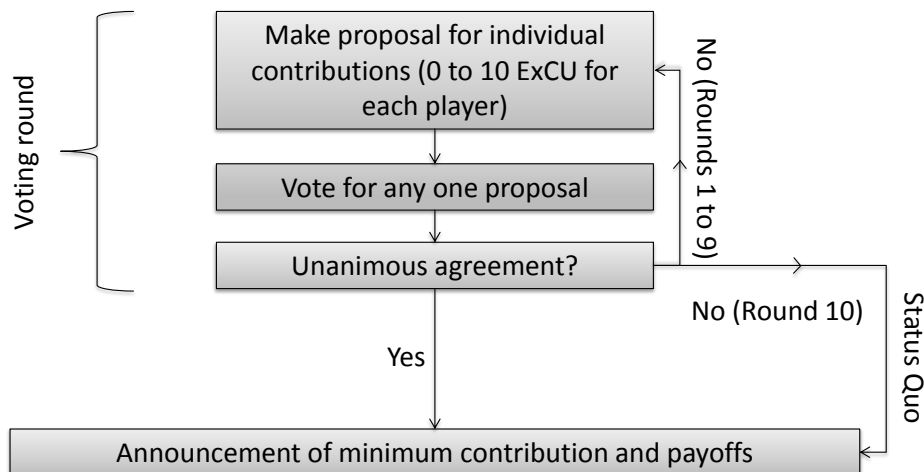 Voting round
Make proposal for individual
contributions (0 to 10 ExCU for
each player)
Vote for any one proposal
Unanimous agreement?
No (Rounds 1 to 9)
No (Round 10)
Status Quo
Yes
Announcement of minimum contribution and payoffs